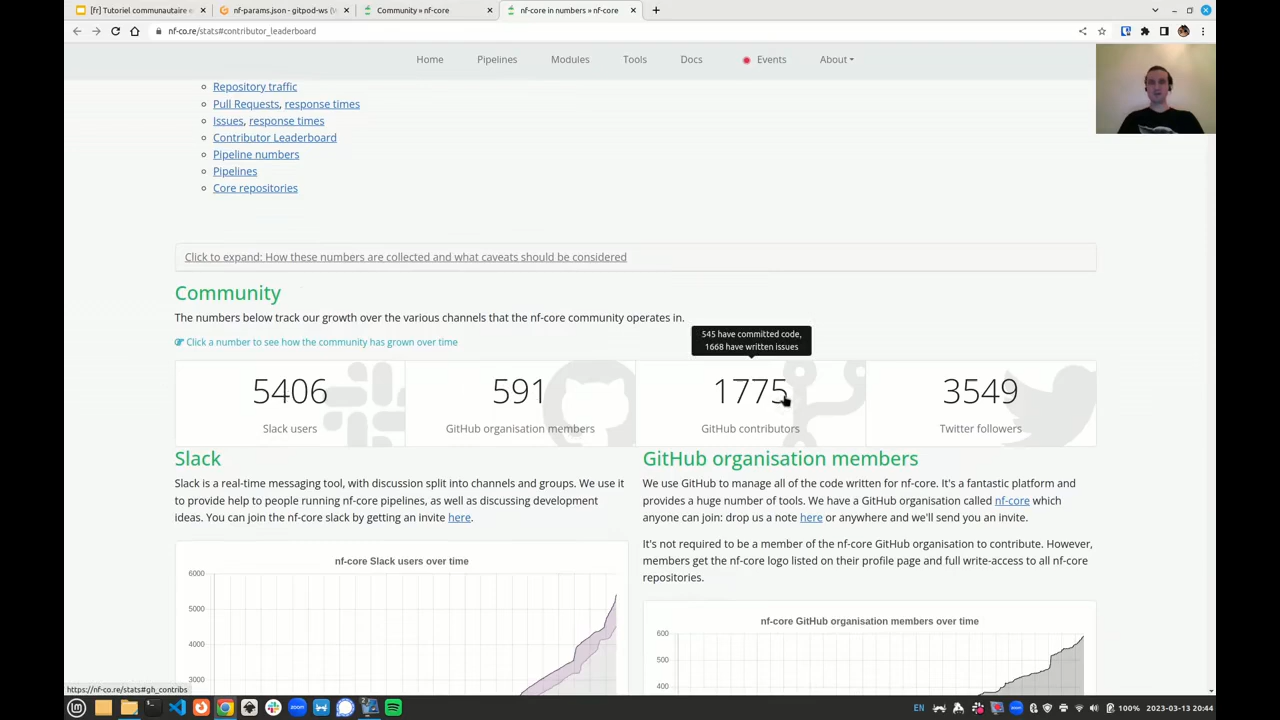 [fr] Tutoriel communautaire e
nf-params.json - gitpod-ws (W
Community » nf-core
nf-core in numbers » nf-core
nf-co.re/stats#contributor_leaderboard
Home
Pipelines
Modules
Tools
Docs
Events
About
Repository traffic
Pull Requests, response times
Issues, response times
Contributor Leaderboard
Pipeline numbers
Pipelines
Core repositories
Click to expand: How these numbers are collected and what caveats should be considered
Community
The numbers below track our growth over the various channels that the nf-core community operates in.
Click a number to see how the community has grown over time
545 have committed code,
1668 have written issues
5406
Slack users
591
GitHub organisation members
1775
GitHub contributors
3549
Twitter followers
Slack
Slack is a real-time messaging tool, with discussion split into channels and groups. We use it
to provide help to people running nf-core pipelines, as well as discussing development
ideas. You can join the nf-core slack by getting an invite here.
nf-core Slack users over time
6000
5000
4000
3000
GitHub organisation members
We use GitHub to manage all of the code written for nf-core. It's a fantastic platform and
provides a huge number of tools. We have a GitHub organisation called nf-core which
anyone can join: drop us a note here or anywhere and we'll send you an invite.
It's not required to be a member of the nf-core GitHub organisation to contribute. However,
members get the nf-core logo listed on their profile page and full write-access to all nf-core
repositories.
nf-core GitHub organisation members over time
600
500
400
https://nf-co.re/stats#gh_contribs
EN
100%
2023-03-13 20:44